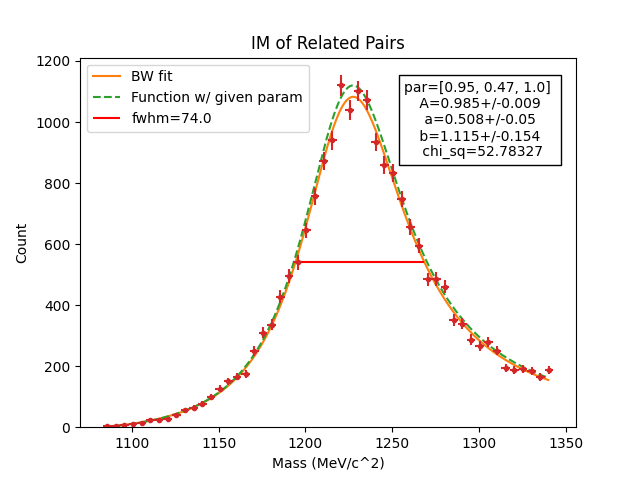 IM of Related Pairs
BW fit
Function w/ given param
fwhm=74.0
par=[0.95, 0.47, 1.0]
A=0.985+/-0.009
a=0.508+/-0.05
b=1.115+/-0.154
chi_sq=52.78327
Count
1200
1000
800
600
400
200
0
1100
1150
1200
1250
1300
1350
Mass (MeV/c^2)